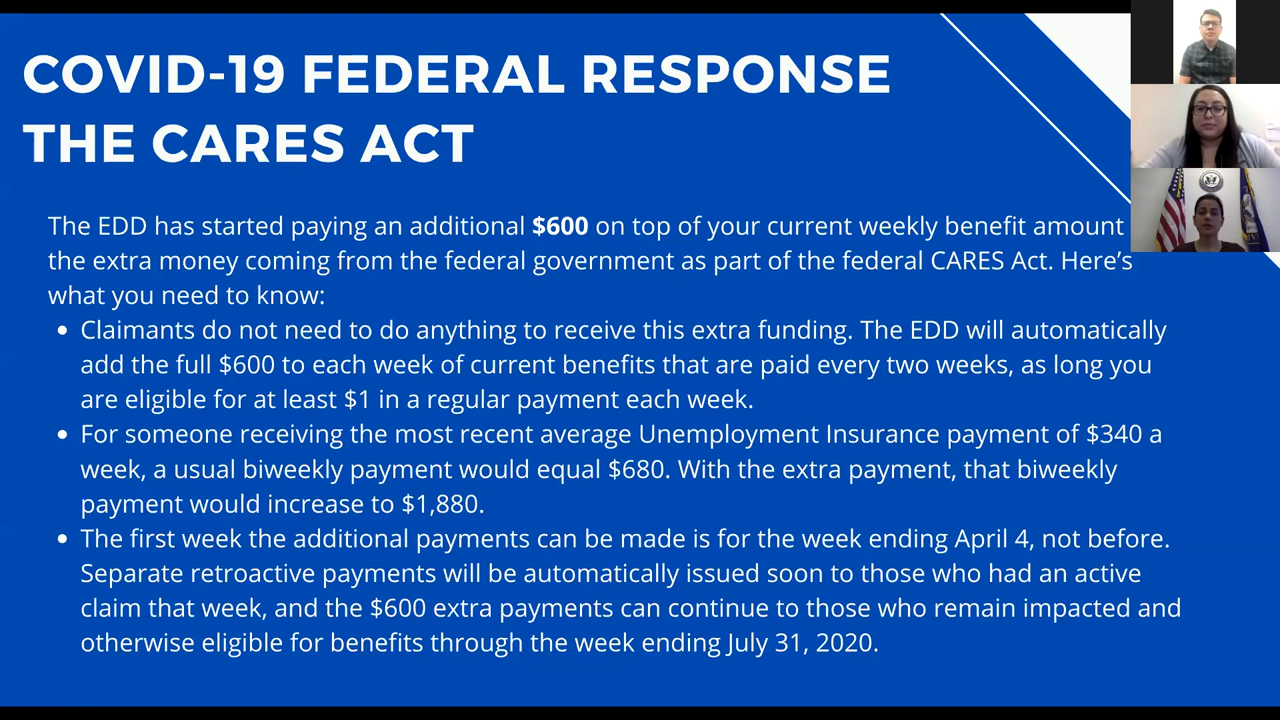 COVID-19 FEDERAL RESPONSE
THE CARES ACT
The EDD has started paying an additional $600 on top of your current weekly benefit amount
the extra money coming from the federal government as part of the federal CARES Act. Here's
what you need to know:
• Claimants do not need to do anything to receive this extra funding. The EDD will automatically
add the full $600 to each week of current benefits that are paid every two weeks, as long you
are eligible for at least $1 in a regular payment each week.
• For someone receiving the most recent average Unemployment Insurance payment of $340 a
week, a usual biweekly payment would equal $680. With the extra payment, that biweekly
payment would increase to $1,880.
• The first week the additional payments can be made is for the week ending April 4, not before.
Separate retroactive payments will be automatically issued soon to those who had an active
claim that week, and the $600 extra payments can continue to those who remain impacted and
otherwise eligible for benefits through the week ending July 31, 2020.